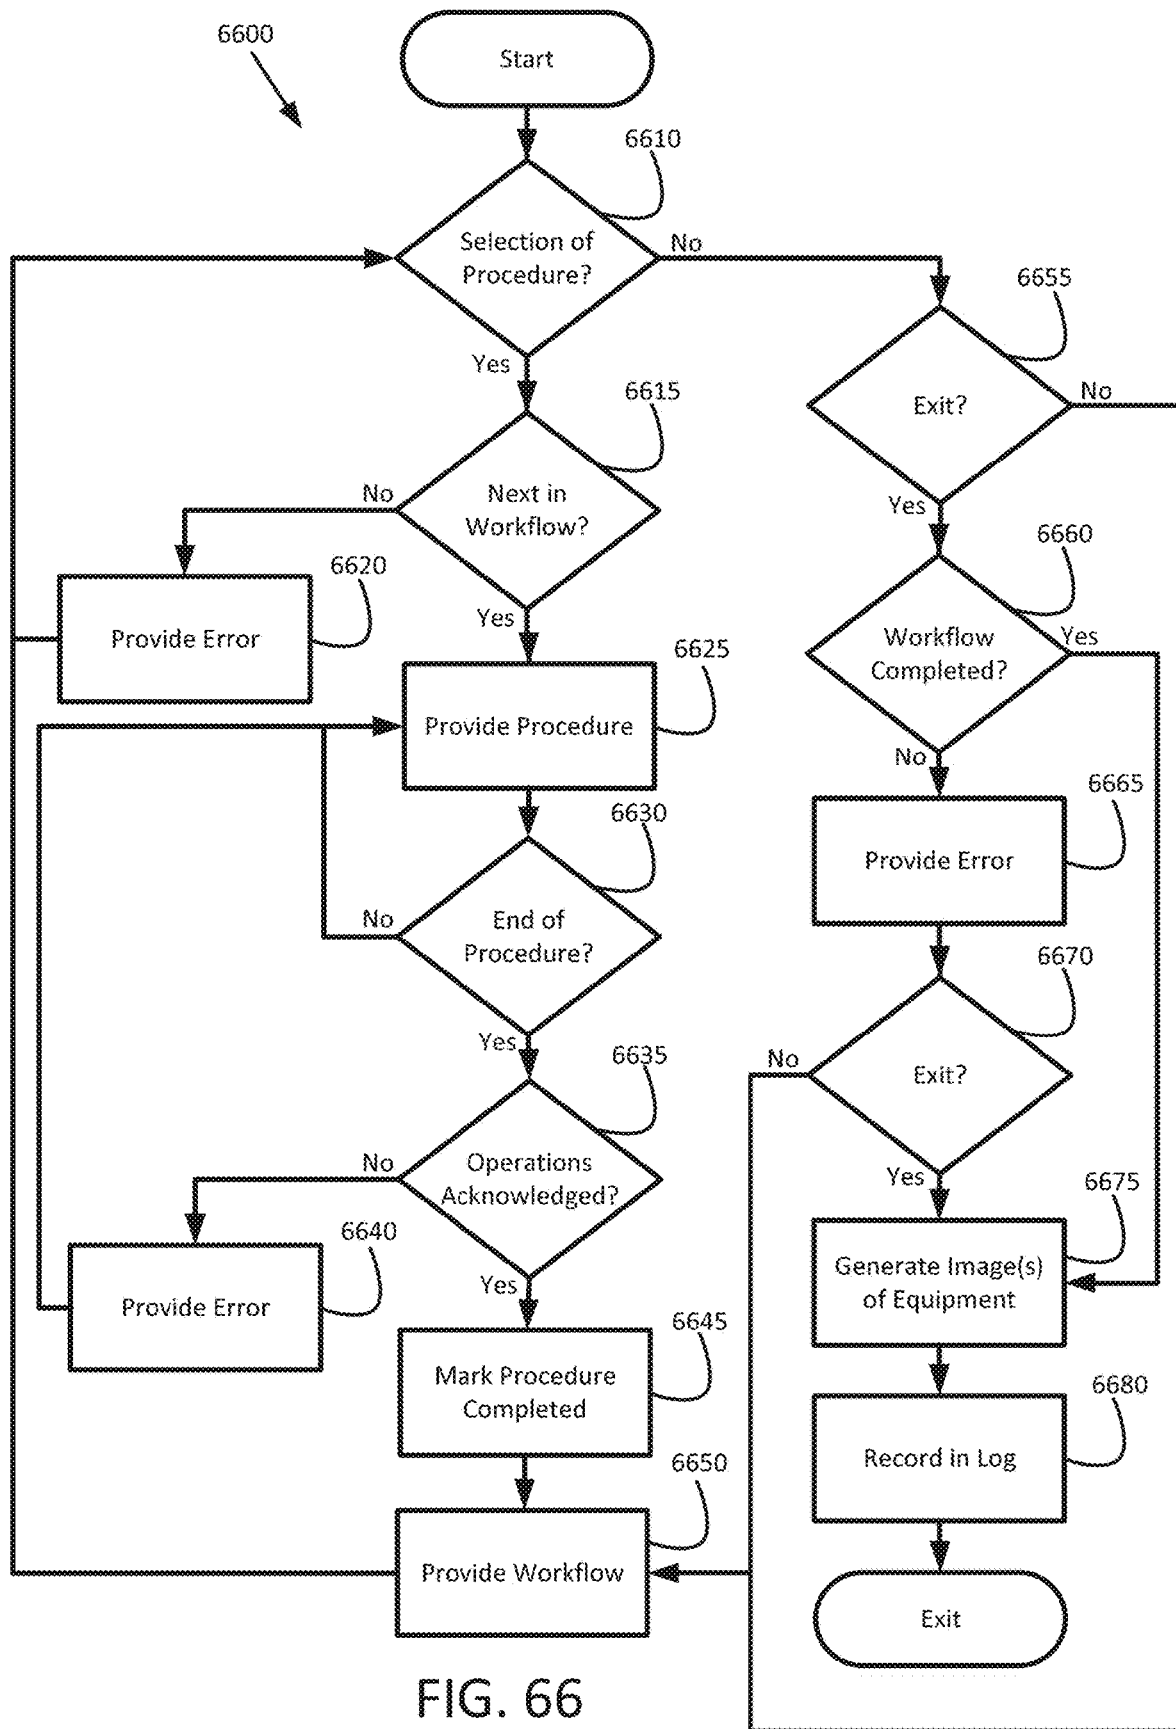 6600
Start
6610
Selection of
Procedure?
No
Yes
6655
Exit?
No
Yes
6615
Next in
Workflow?
No
Yes
6620
Provide Error
6660
Workflow
Completed?
Yes
No
6625
Provide Procedure
6630
End of
Procedure?
No
Yes
6665
Provide Error
6670
Exit?
No
Yes
6635
Operations
Acknowledged?
No
Yes
6640
Provide Error
6675
Generate Image(s)
of Equipment
6645
Mark Procedure
Completed
6680
Record in Log
6650
Provide Workflow
Exit
FIG. 66